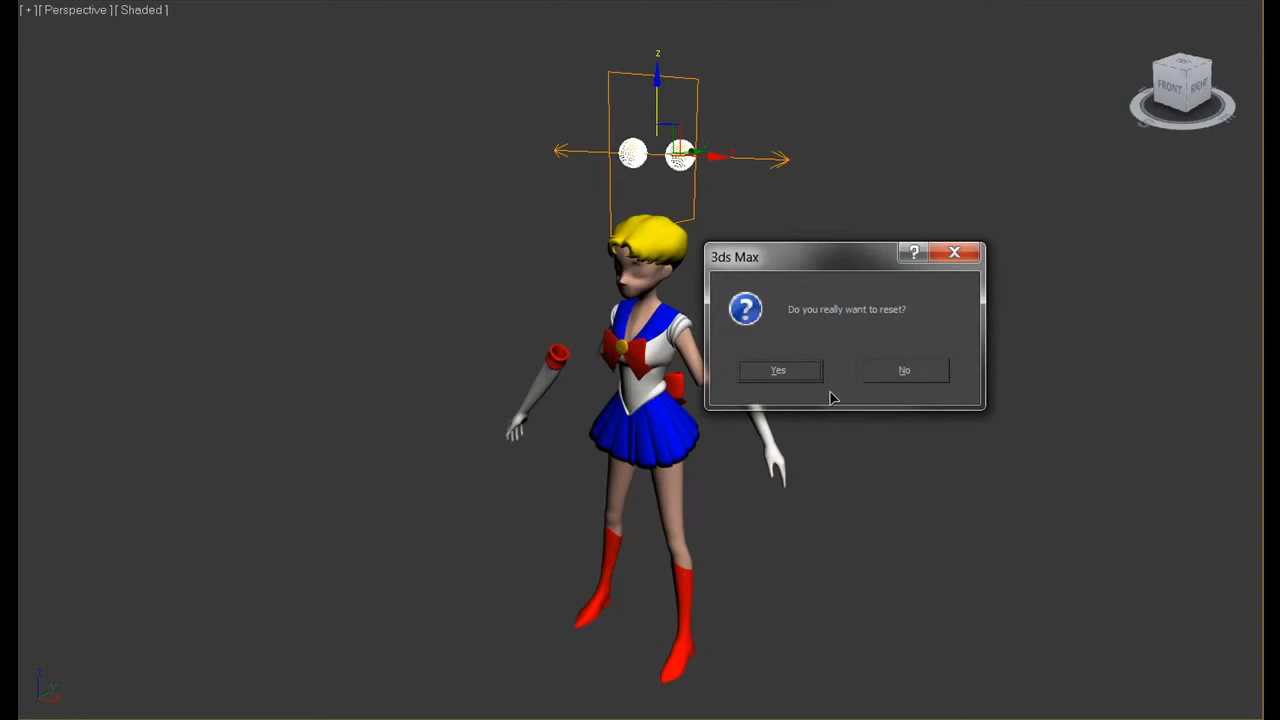 [ + ][ Perspective ][ Shaded ]
z
FRONT
RIGHT
3ds Max
?
X
?
Do you really want to reset?
Yes
No